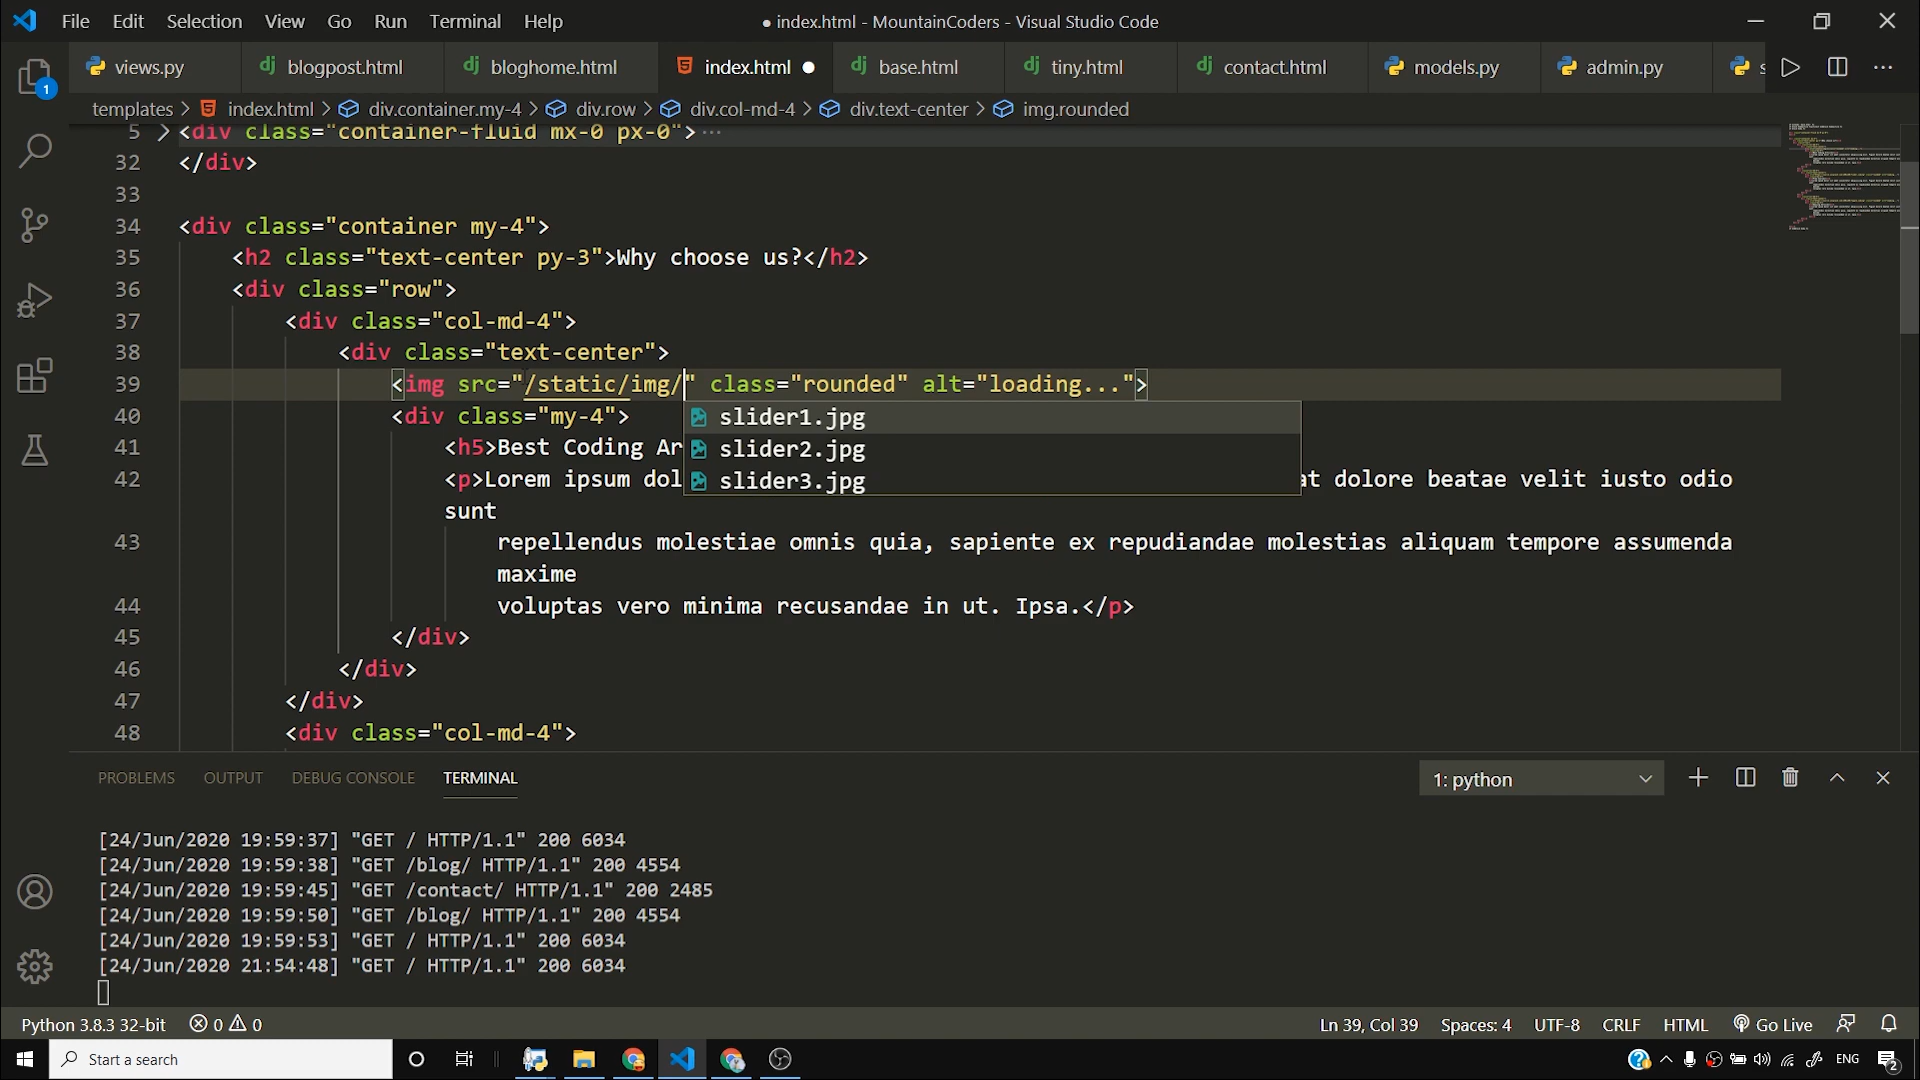 File Edit Selection View Go Run Terminal Help
● index.html - MountainCoders - Visual Studio Code
views.py blogpost.html bloghome.html index.html base.html tiny.html contact.html models.py admin.py s
templates > index.html > div.container.my-4 > div.row > div.col-md-4 > div.text-center > img.rounded
5 <div class="container-fluid mx-0 px-0"> ...
32 </div>
33
34 <div class="container my-4">
35 <h2 class="text-center py-3">Why choose us?</h2>
36 <div class="row">
37 <div class="col-md-4">
38 <div class="text-center">
39 <img src="/static/img/" class="rounded" alt="loading...">
40 <div class="my-4">
slider1.jpg
41 <h5>Best Coding Ar
slider2.jpg
42 <p>Lorem ipsum dol
slider3.jpg
at dolore beatae velit iusto odio
sunt
43 repellendus molestiae omnis quia, sapiente ex repudiandae molestias aliquam tempore assumenda
maxime
44 voluptas vero minima recusandae in ut. Ipsa.</p>
45 </div>
46 </div>
47 </div>
48 <div class="col-md-4">
PROBLEMS OUTPUT DEBUG CONSOLE TERMINAL
1: python
[24/Jun/2020 19:59:37] "GET / HTTP/1.1" 200 6034
[24/Jun/2020 19:59:38] "GET /blog/ HTTP/1.1" 200 4554
[24/Jun/2020 19:59:45] "GET /contact/ HTTP/1.1" 200 2485
[24/Jun/2020 19:59:50] "GET /blog/ HTTP/1.1" 200 4554
[24/Jun/2020 19:59:53] "GET / HTTP/1.1" 200 6034
[24/Jun/2020 21:54:48] "GET / HTTP/1.1" 200 6034
1
Python 3.8.3 32-bit 0 0
Ln 39, Col 39 Spaces: 4 UTF-8 CRLF HTML Go Live
Start a search
ENG
2